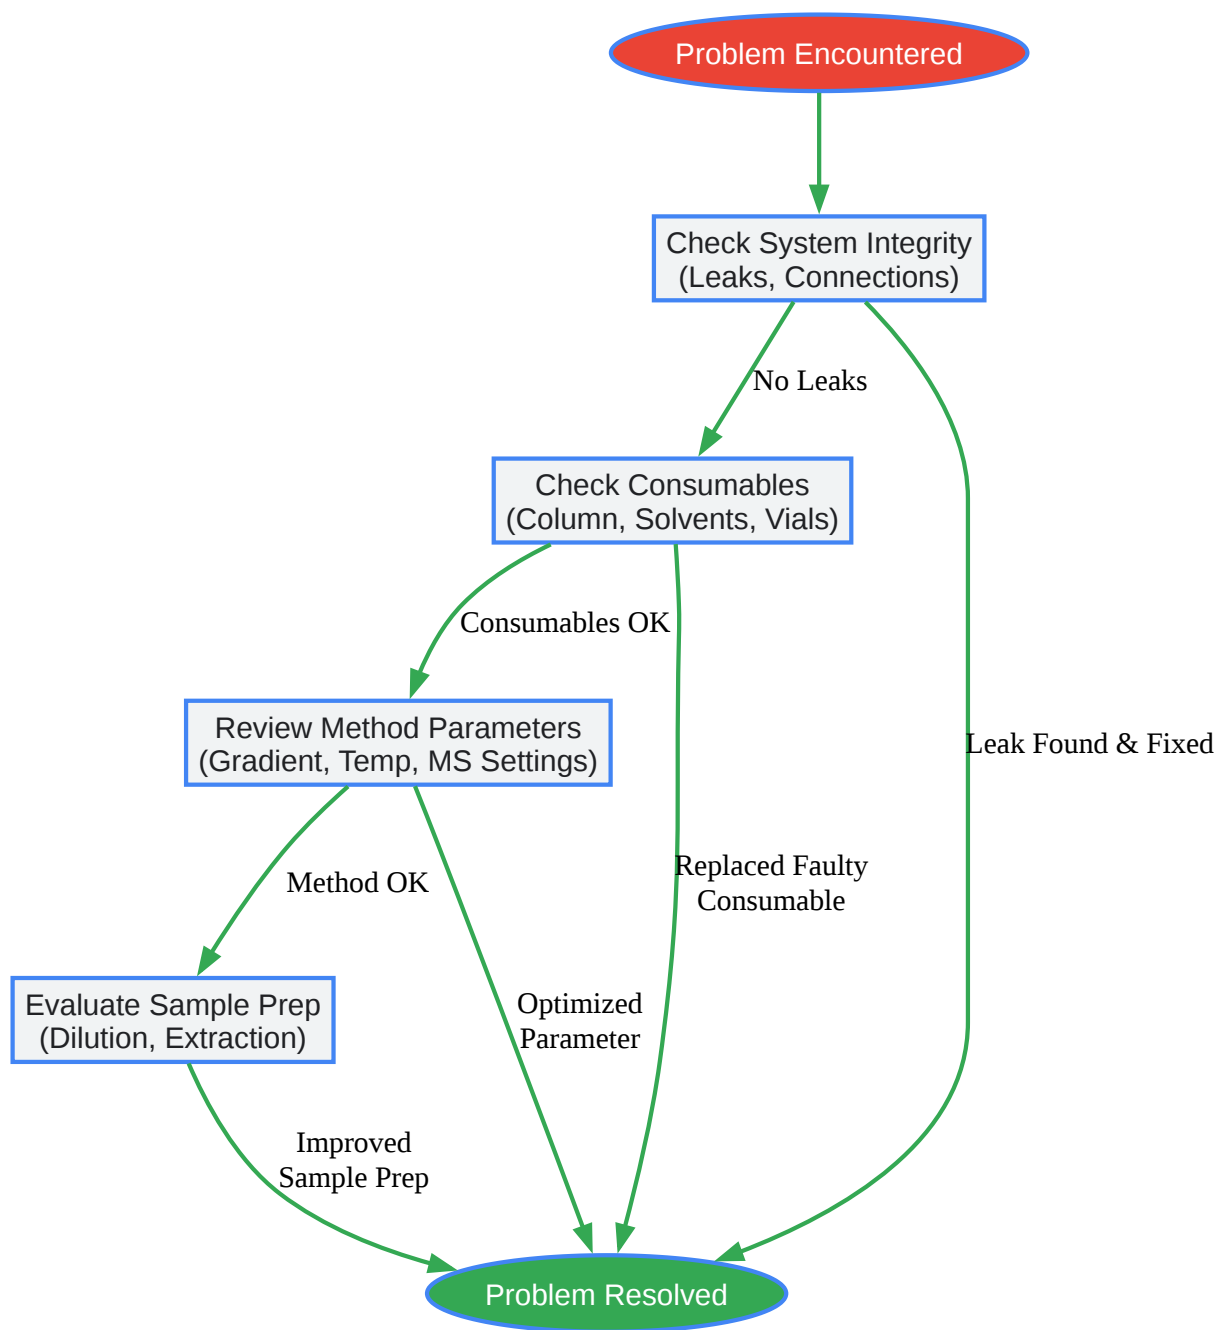 Problem Encountered
Check System Integrity
(Leaks, Connections)
No Leaks
Check Consumables
(Column, Solvents, Vials)
Consumables OK
Review Method Parameters
(Gradient, Temp, MS Settings)
Leak Found & Fixed
Replaced Faulty
Consumable
Method OK
Evaluate Sample Prep
(Dilution, Extraction)
Optimized
Parameter
Improved
Sample Prep
Problem Resolved